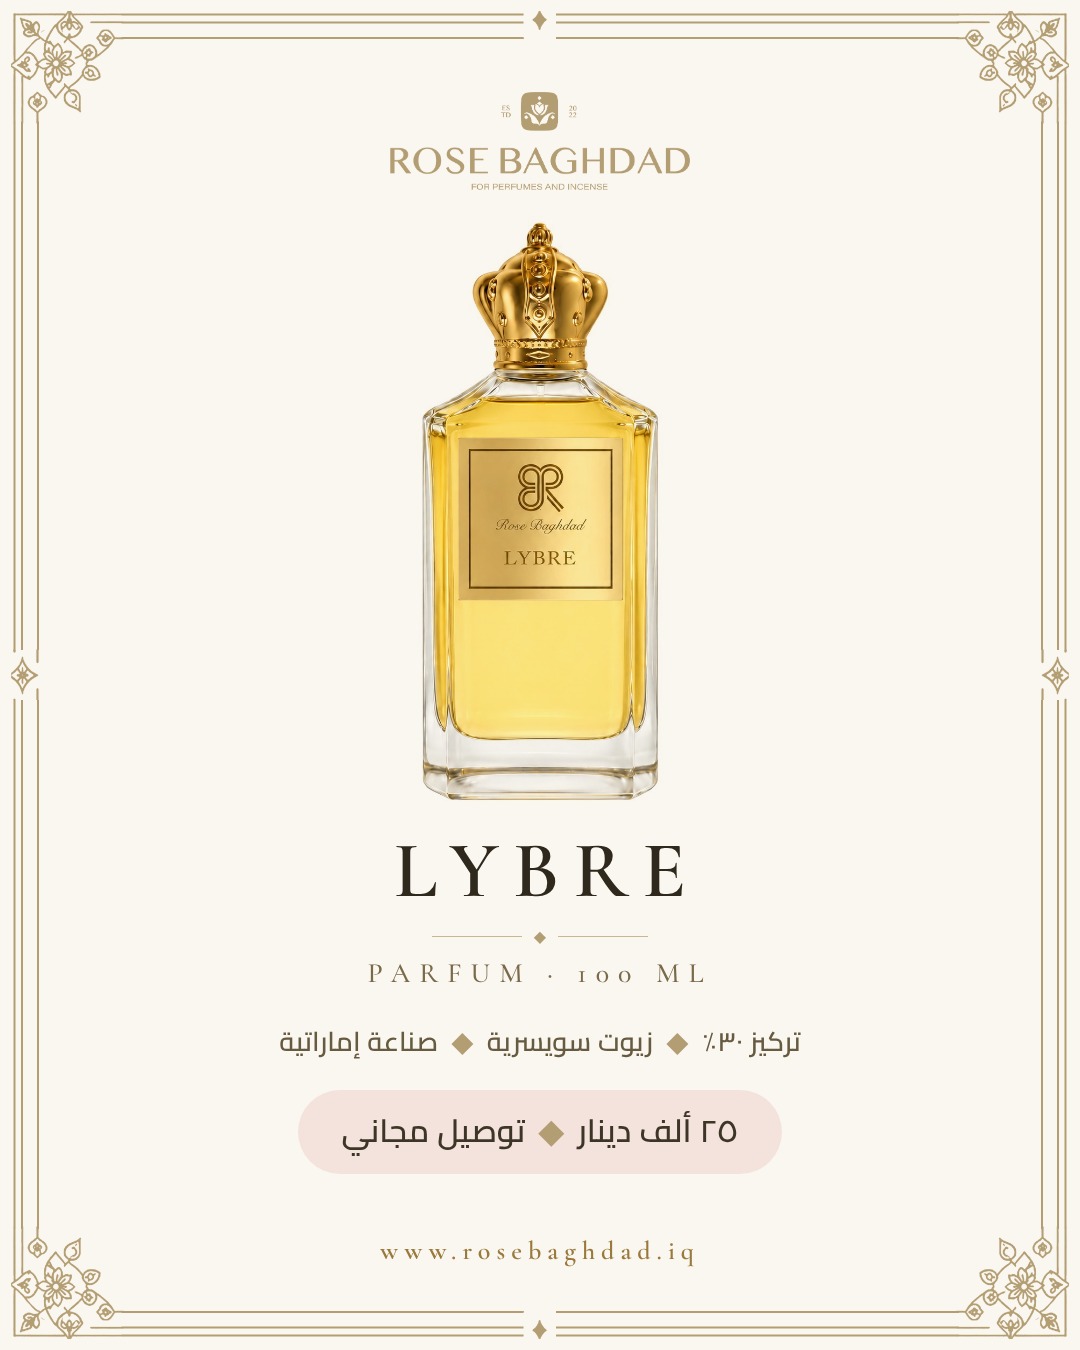 ES
TD
20
22
ROSE BAGHDAD
FOR PERFUMES AND INCENSE
Rose Baghdad
LYBRE
LYBRE
PARFUM · 100 ML
تركيز ٣٠٪ ◆ زيوت سويسرية ◆ صناعة إماراتية
٢٥ ألف دينار ◆ توصيل مجاني
www.rosebaghdad.iq